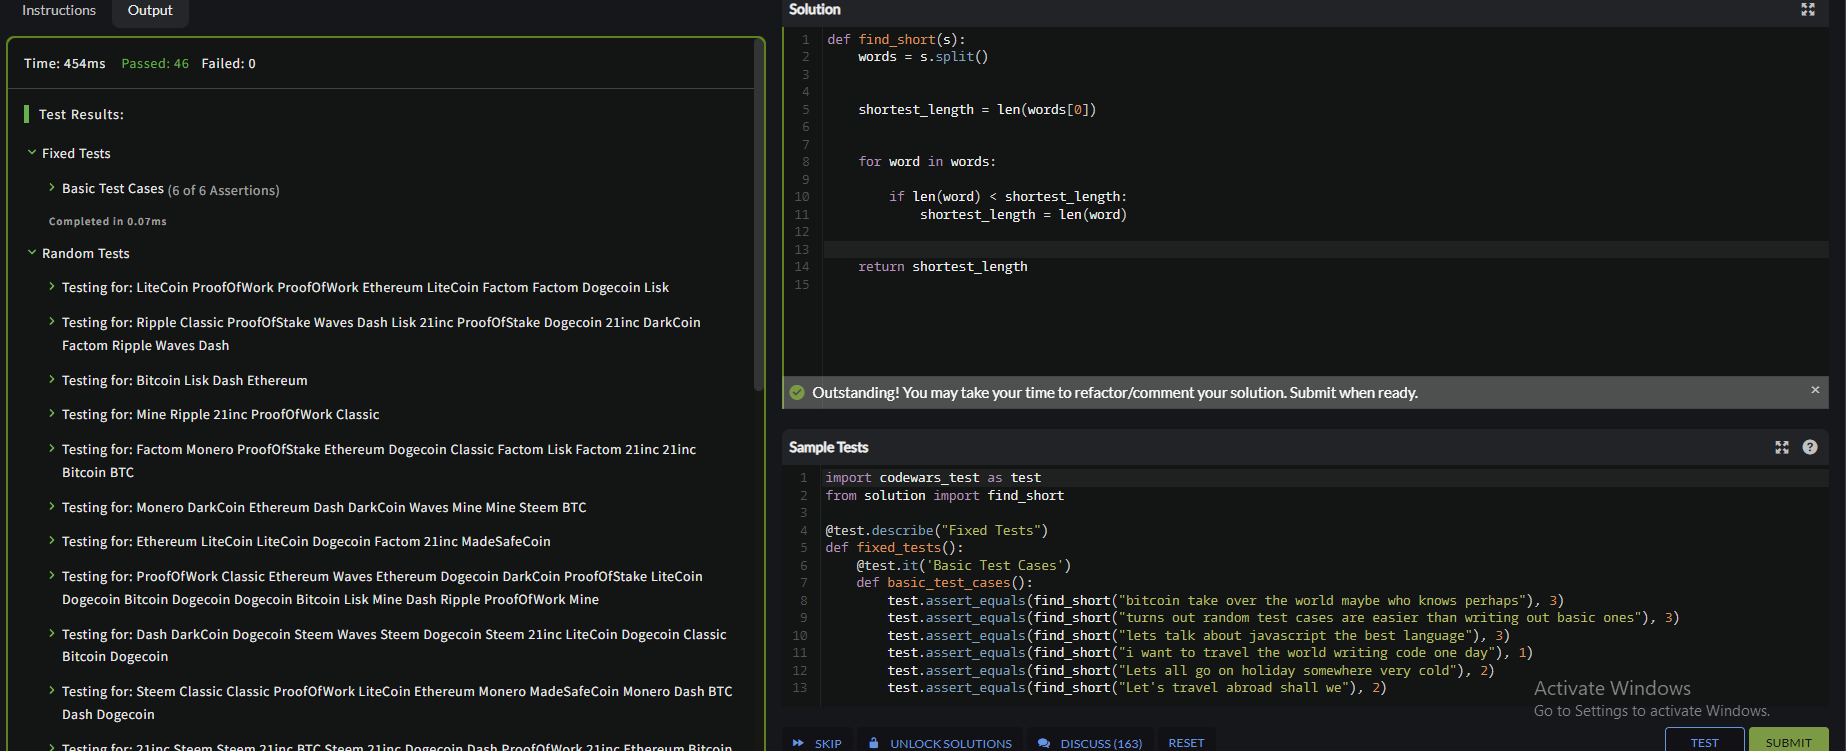 Instructions
Output
Time: 454ms Passed: 46 Failed: 0
Test Results:
Fixed Tests
Basic Test Cases (6 of 6 Assertions)
Completed in 0.07ms
Random Tests
Testing for: LiteCoin ProofOfWork ProofOfWork Ethereum LiteCoin Factom Factom Dogecoin Lisk
Testing for: Ripple Classic ProofOfStake Waves Dash Lisk 21inc ProofOfStake Dogecoin 21inc DarkCoin
Factom Ripple Waves Dash
Testing for: Bitcoin Lisk Dash Ethereum
Testing for: Mine Ripple 21inc ProofOfWork Classic
Testing for: Factom Monero ProofOfStake Ethereum Dogecoin Classic Factom Lisk Factom 21inc 21inc
Bitcoin BTC
Testing for: Monero DarkCoin Ethereum Dash DarkCoin Waves Mine Mine Steem BTC
Testing for: Ethereum LiteCoin LiteCoin Dogecoin Factom 21inc MadeSafeCoin
Testing for: ProofOfWork Classic Ethereum Waves Ethereum Dogecoin DarkCoin ProofOfStake LiteCoin
Dogecoin Bitcoin Dogecoin Dogecoin Bitcoin Lisk Mine Dash Ripple ProofOfWork Mine
Testing for: Dash DarkCoin Dogecoin Steem Waves Steem Dogecoin Steem 21inc LiteCoin Dogecoin Classic
Bitcoin Dogecoin
Testing for: Steem Classic Classic ProofOfWork LiteCoin Ethereum Monero MadeSafeCoin Monero Dash BTC
Dash Dogecoin
Testing for: 21inc Steem Steem 21inc BTC Steem 21inc Dogecoin Dash ProofOfWork 21inc Ethereum Bitcoin
Solution
1 def find_short(s):
2     words = s.split()
3
4
5     shortest_length = len(words[0])
6
7
8     for word in words:
9
10         if len(word) < shortest_length:
11             shortest_length = len(word)
12
13
14     return shortest_length
15
Outstanding! You may take your time to refactor/comment your solution. Submit when ready.
Sample Tests
1 import codewars_test as test
2 from solution import find_short
3
4 @test.describe("Fixed Tests")
5 def fixed_tests():
6     @test.it('Basic Test Cases')
7     def basic_test_cases():
8         test.assert_equals(find_short("bitcoin take over the world maybe who knows perhaps"), 3)
9         test.assert_equals(find_short("turns out random test cases are easier than writing out basic ones"), 3)
10         test.assert_equals(find_short("lets talk about javascript the best language"), 3)
11         test.assert_equals(find_short("i want to travel the world writing code one day"), 1)
12         test.assert_equals(find_short("Lets all go on holiday somewhere very cold"), 2)
13         test.assert_equals(find_short("Let's travel abroad shall we"), 2)
Activate Windows
Go to Settings to activate Windows.
SKIP
UNLOCK SOLUTIONS
DISCUSS (163)
RESET
TEST
SUBMIT